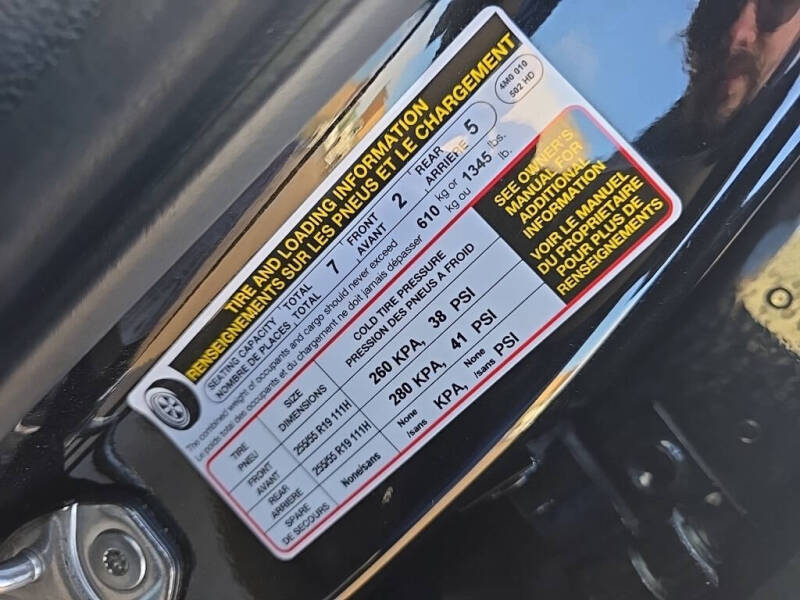 TIRE AND LOADING INFORMATION
RENSEIGNEMENTS SUR LES PNEUS ET LE CHARGEMENT
4M0 010
502 HD
SEATING CAPACITY TOTAL 7 FRONT 2 REAR 5
NOMBRE DE PLACES TOTAL AVANT ARRIÈRE
The combined weight of occupants and cargo should never exceed 610 kg or 1345 lbs.
Le poids total des occupants et du chargement ne doit jamais dépasser kg ou lb.
TIRE SIZE COLD TIRE PRESSURE
PNEU DIMENSIONS PRESSION DES PNEUS A FROID
FRONT 255/55 R19 111H 260 KPA, 38 PSI
AVANT
REAR 255/55 R19 111H 280 KPA, 41 PSI
ARRIERE
SPARE None/sans None KPA, None PSI
DE SECOURS /sans /sans
SEE OWNER'S
MANUAL FOR
ADDITIONAL
INFORMATION
VOIR LE MANUEL
DU PROPRIETAIRE
POUR PLUS DE
RENSEIGNEMENTS